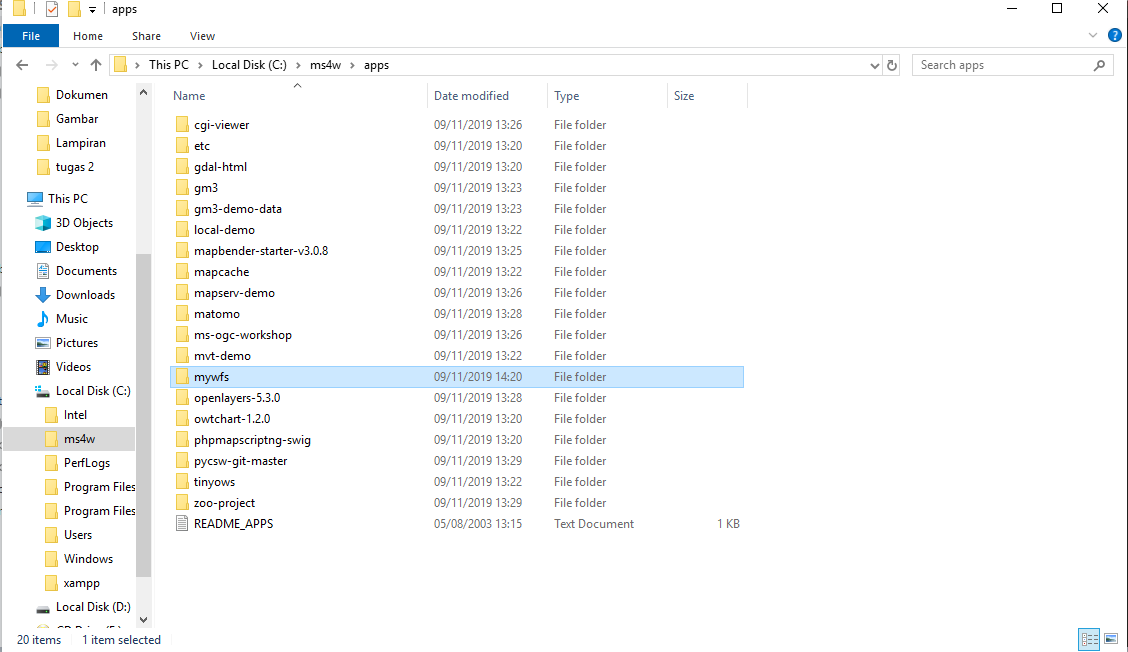 apps
File Home Share View
This PC Local Disk (C:) ms4w apps Search apps
Name Date modified Type Size
Dokumen
Gambar
Lampiran
tugas 2
This PC
3D Objects
Desktop
Documents
Downloads
Music
Pictures
Videos
Local Disk (C:)
Intel
ms4w
PerfLogs
Program Files
Program Files
Users
Windows
xampp
Local Disk (D:)
cgi-viewer 09/11/2019 13:26 File folder
etc 09/11/2019 13:20 File folder
gdal-html 09/11/2019 13:20 File folder
gm3 09/11/2019 13:23 File folder
gm3-demo-data 09/11/2019 13:23 File folder
local-demo 09/11/2019 13:22 File folder
mapbender-starter-v3.0.8 09/11/2019 13:25 File folder
mapcache 09/11/2019 13:22 File folder
mapserv-demo 09/11/2019 13:26 File folder
matomo 09/11/2019 13:28 File folder
ms-ogc-workshop 09/11/2019 13:26 File folder
mvt-demo 09/11/2019 13:22 File folder
mywfs 09/11/2019 14:20 File folder
openlayers-5.3.0 09/11/2019 13:28 File folder
owtchart-1.2.0 09/11/2019 13:20 File folder
phpmapscriptng-swig 09/11/2019 13:20 File folder
pycsw-git-master 09/11/2019 13:29 File folder
tinyows 09/11/2019 13:22 File folder
zoo-project 09/11/2019 13:29 File folder
README_APPS 05/08/2003 13:15 Text Document 1 KB
20 items 1 item selected